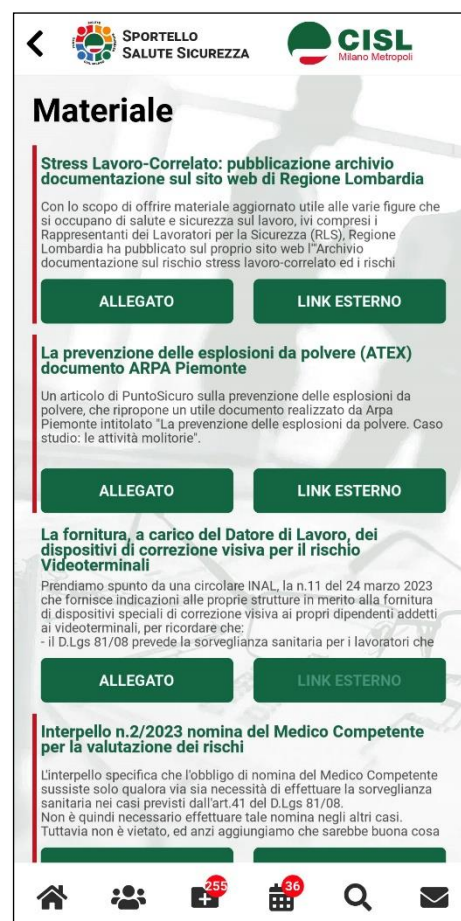 SPORTELLO
SALUTE SICUREZZA
CISL
Milano Metropoli
Materiale
Stress Lavoro-Correlato: pubblicazione archivio
documentazione sul sito web di Regione Lombardia
Con lo scopo di offrire materiale aggiornato utile alle varie figure che
si occupano di salute e sicurezza sul lavoro, ivi compresi i
Rappresentanti dei Lavoratori per la Sicurezza (RLS), Regione
Lombardia ha pubblicato sul proprio sito web l'"Archivio
documentazione sul rischio stress lavoro-correlato ed i rischi
ALLEGATO LINK ESTERNO
La prevenzione delle esplosioni da polvere (ATEX)
documento ARPA Piemonte
Un articolo di PuntoSicuro sulla prevenzione delle esplosioni da
polvere, che ripropone un utile documento realizzato da Arpa
Piemonte intitolato "La prevenzione delle esplosioni da polvere. Caso
studio: le attività molitorie".
ALLEGATO LINK ESTERNO
La fornitura, a carico del Datore di Lavoro, dei
dispositivi di correzione visiva per il rischio
Videoterminali
Prendiamo spunto da una circolare INAL, la n.11 del 24 marzo 2023
che fornisce indicazioni alle proprie strutture in merito alla fornitura
di dispositivi speciali di correzione visiva ai propri dipendenti addetti
ai videoterminali, per ricordare che:
- il D.Lgs 81/08 prevede la sorveglianza sanitaria per i lavoratori che
ALLEGATO LINK ESTERNO
Interpello n.2/2023 nomina del Medico Competente
per la valutazione dei rischi
L'interpello specifica che l'obbligo di nomina del Medico Competente
sussiste solo qualora via sia necessità di effettuare la sorveglianza
sanitaria nei casi previsti dall'art.41 del D.Lgs 81/08.
Non è quindi necessario effettuare tale nomina negli altri casi.
Tuttavia non è vietato, ed anzi aggiungiamo che sarebbe buona cosa
255 36